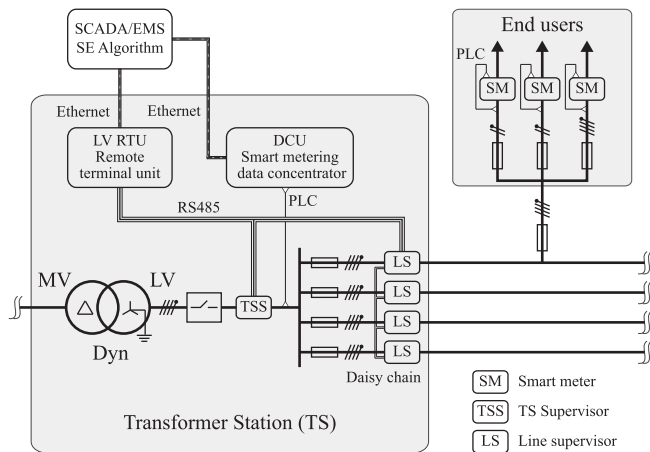 SCADA/EMS
SE Algorithm
End users
PLC
SM
SM
SM
Ethernet
Ethernet
LV RTU
Remote
terminal unit
DCU
Smart metering
data concentrator
RS485
PLC
MV
LV
TSS
LS
LS
LS
LS
Dyn
Daisy chain
Transformer Station (TS)
SM Smart meter
TSS TS Supervisor
LS Line supervisor